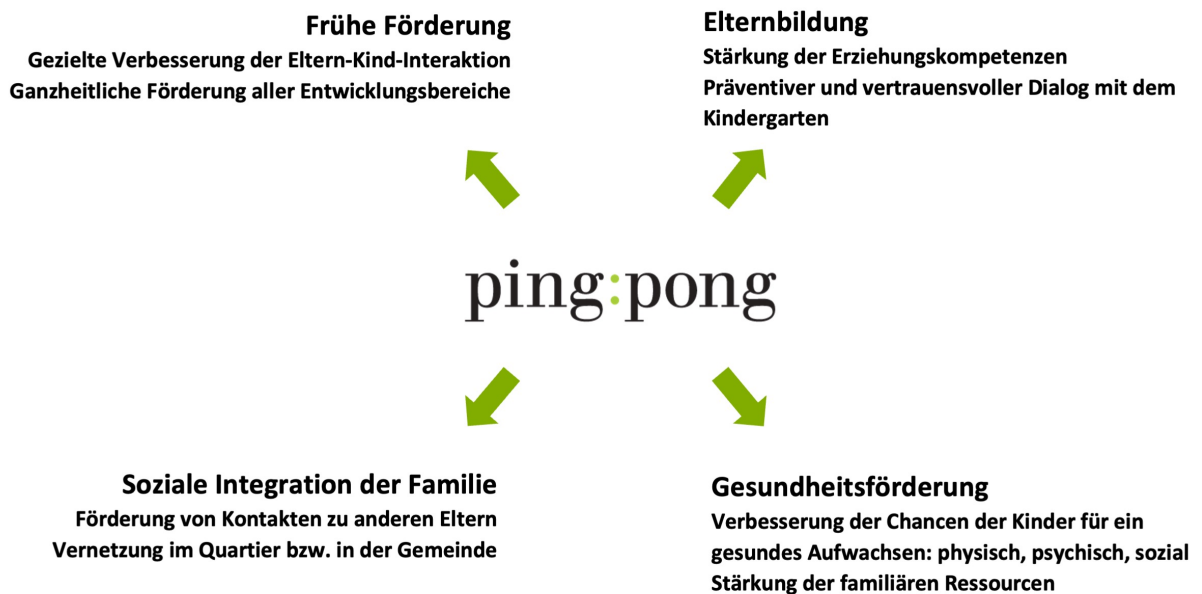 Frühe Förderung
Gezielte Verbesserung der Eltern-Kind-Interaktion
Ganzheitliche Förderung aller Entwicklungsbereiche
Elternbildung
Stärkung der Erziehungskompetenzen
Präventiver und vertrauensvoller Dialog mit dem
Kindergarten
ping:pong
Soziale Integration der Familie
Förderung von Kontakten zu anderen Eltern
Vernetzung im Quartier bzw. in der Gemeinde
Gesundheitsförderung
Verbesserung der Chancen der Kinder für ein
gesundes Aufwachsen: physisch, psychisch, sozial
Stärkung der familiären Ressourcen